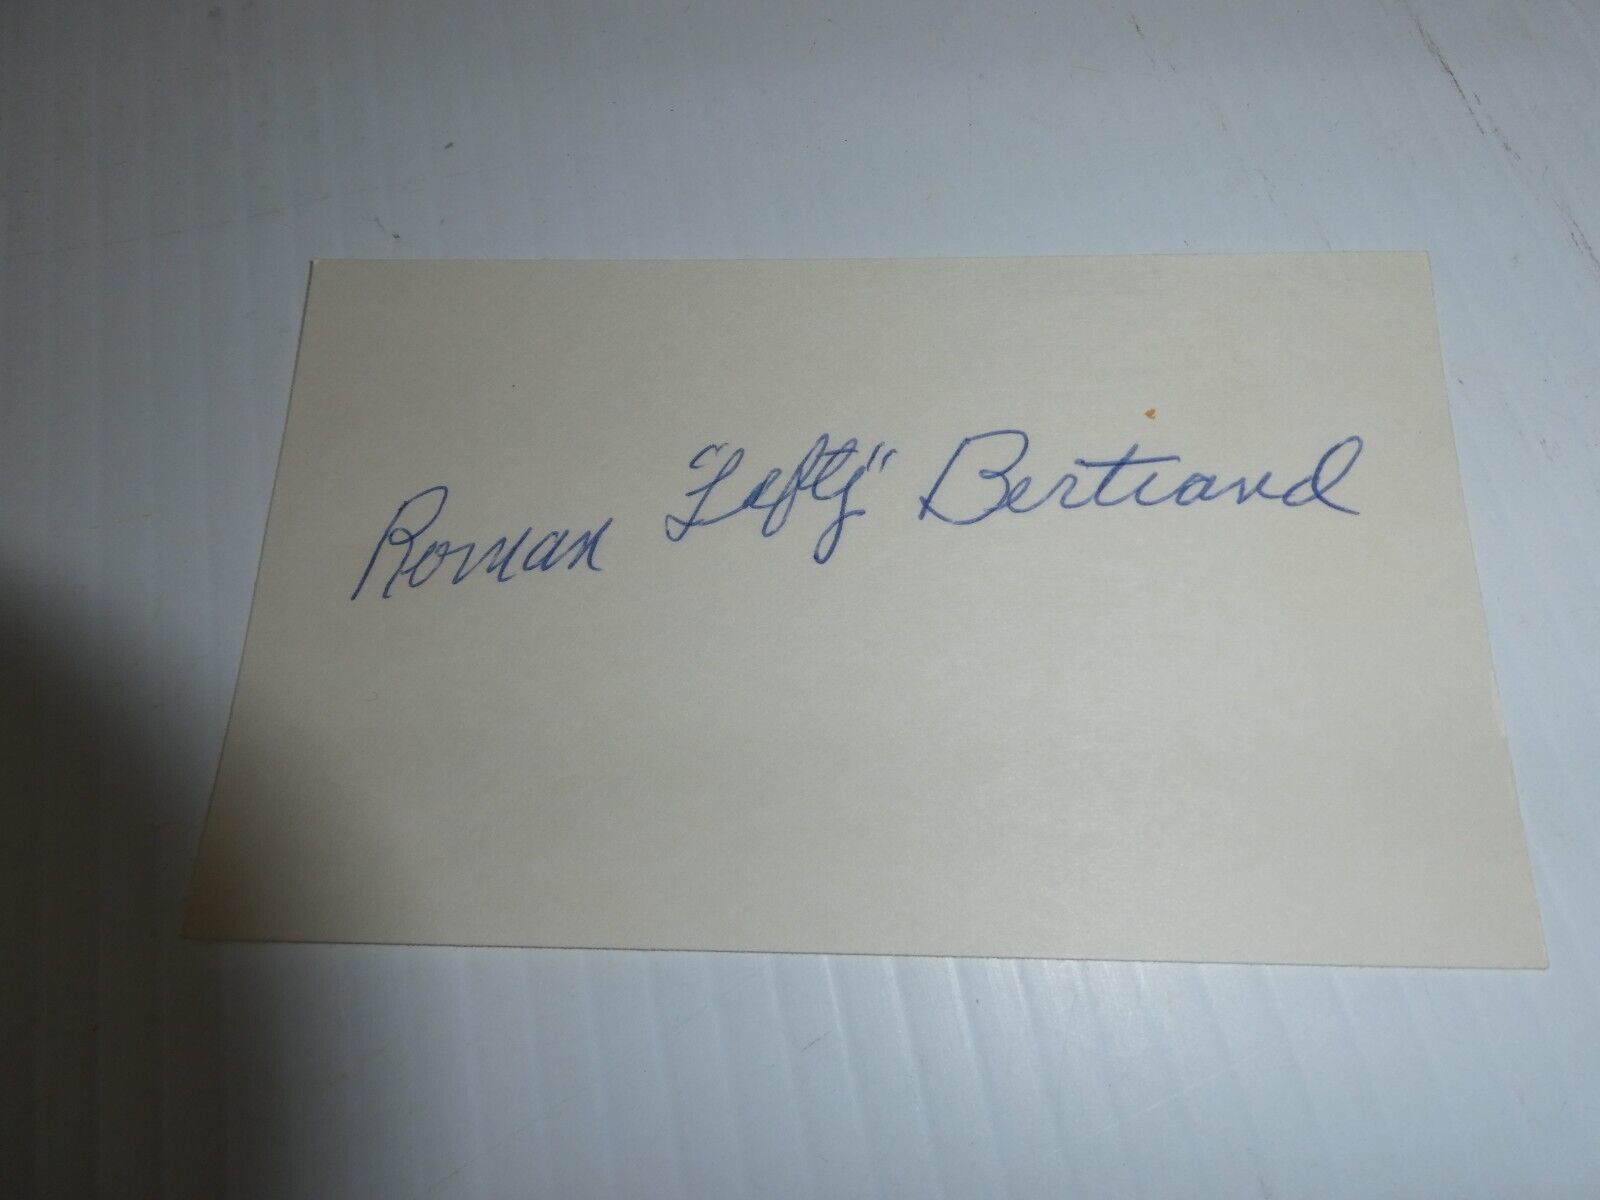 Roman "Lefty" Bertrand